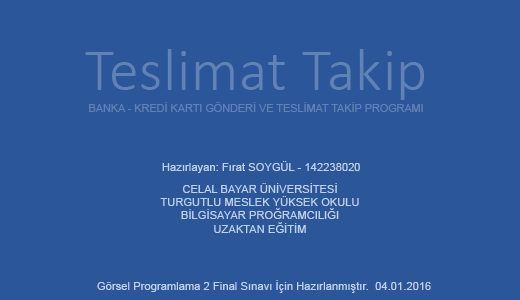 Teslimat Takip
BANKA - KREDİ KARTI GÖNDERİ VE TESLİMAT TAKİP PROGRAMI
Hazırlayan: Fırat SOYGÜL - 142238020
CELAL BAYAR ÜNİVERSİTESİ
TURGUTLU MESLEK YÜKSEK OKULU
BİLGİSAYAR PROĞRAMCILIĞI
UZAKTAN EĞİTİM
Görsel Programlama 2 Final Sınavı İçin Hazırlanmıştır.  04.01.2016